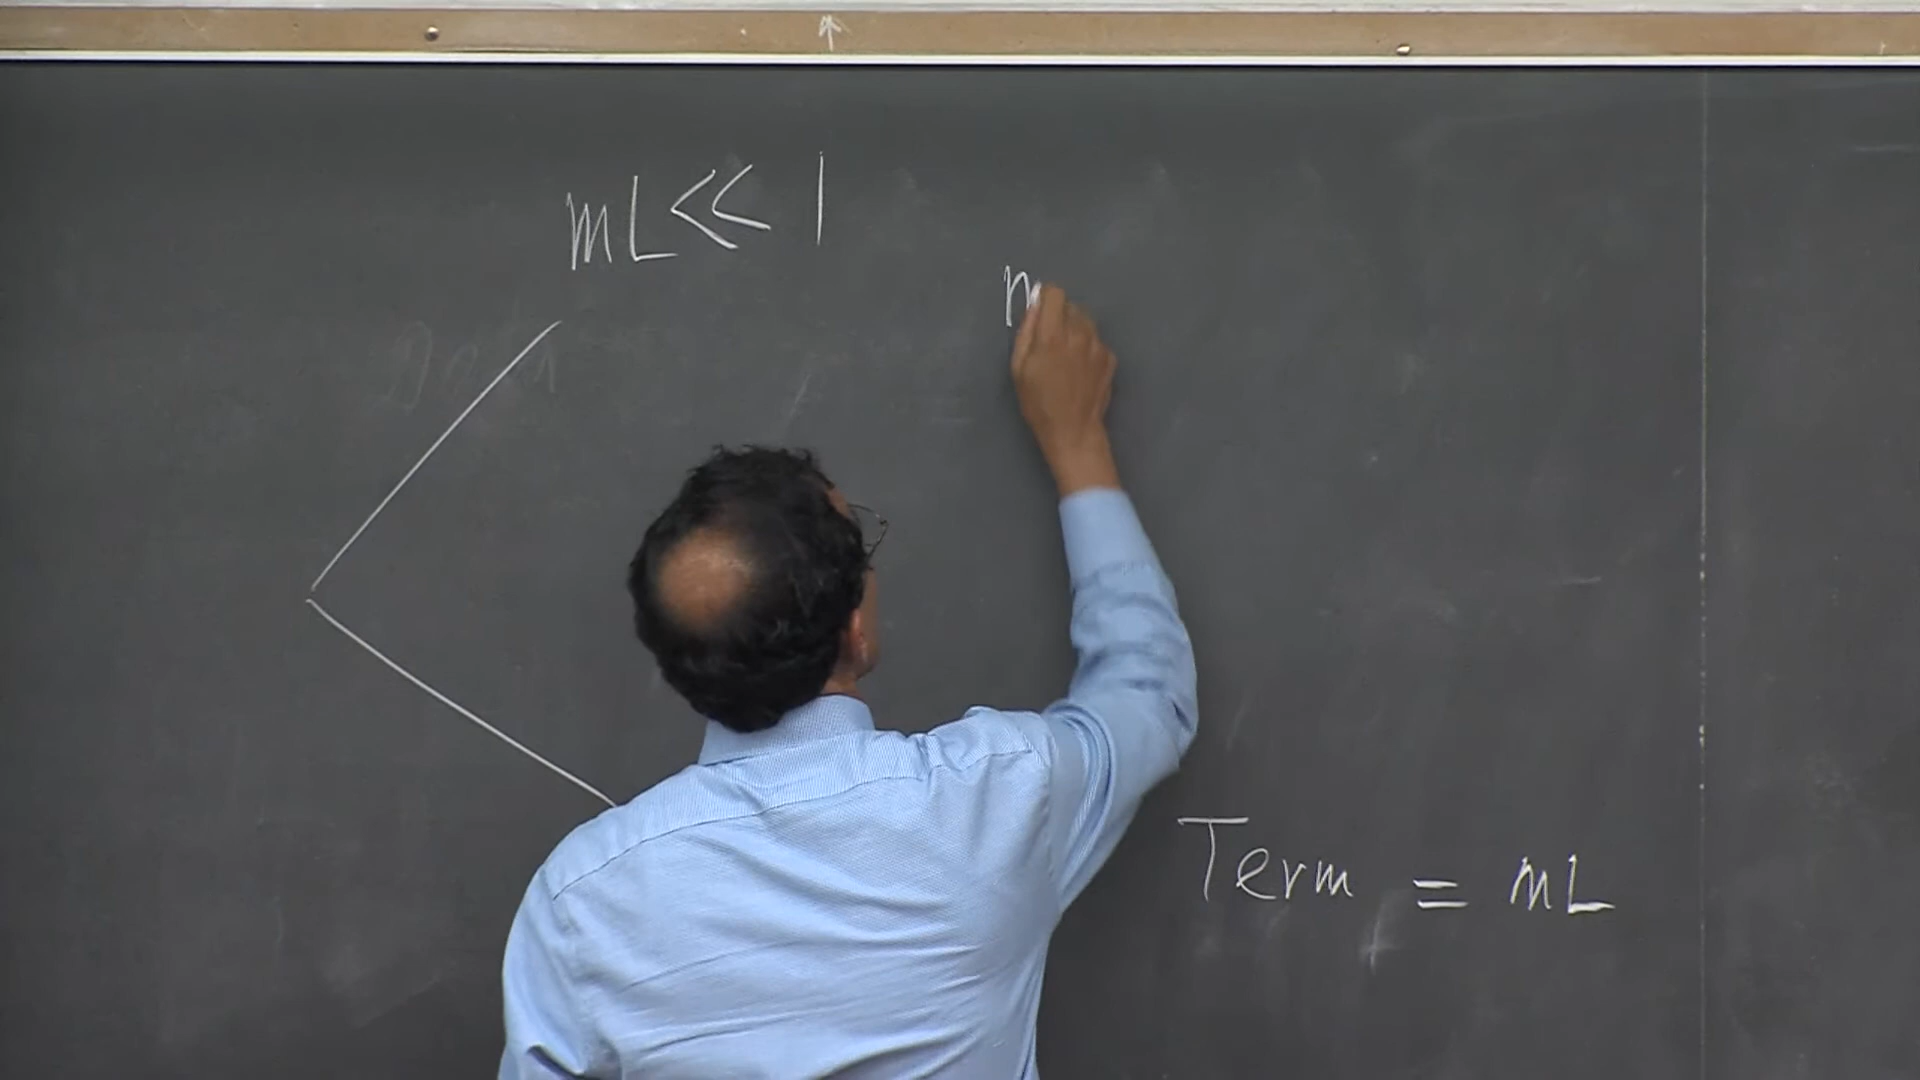 mL << 1
m
Term = mL